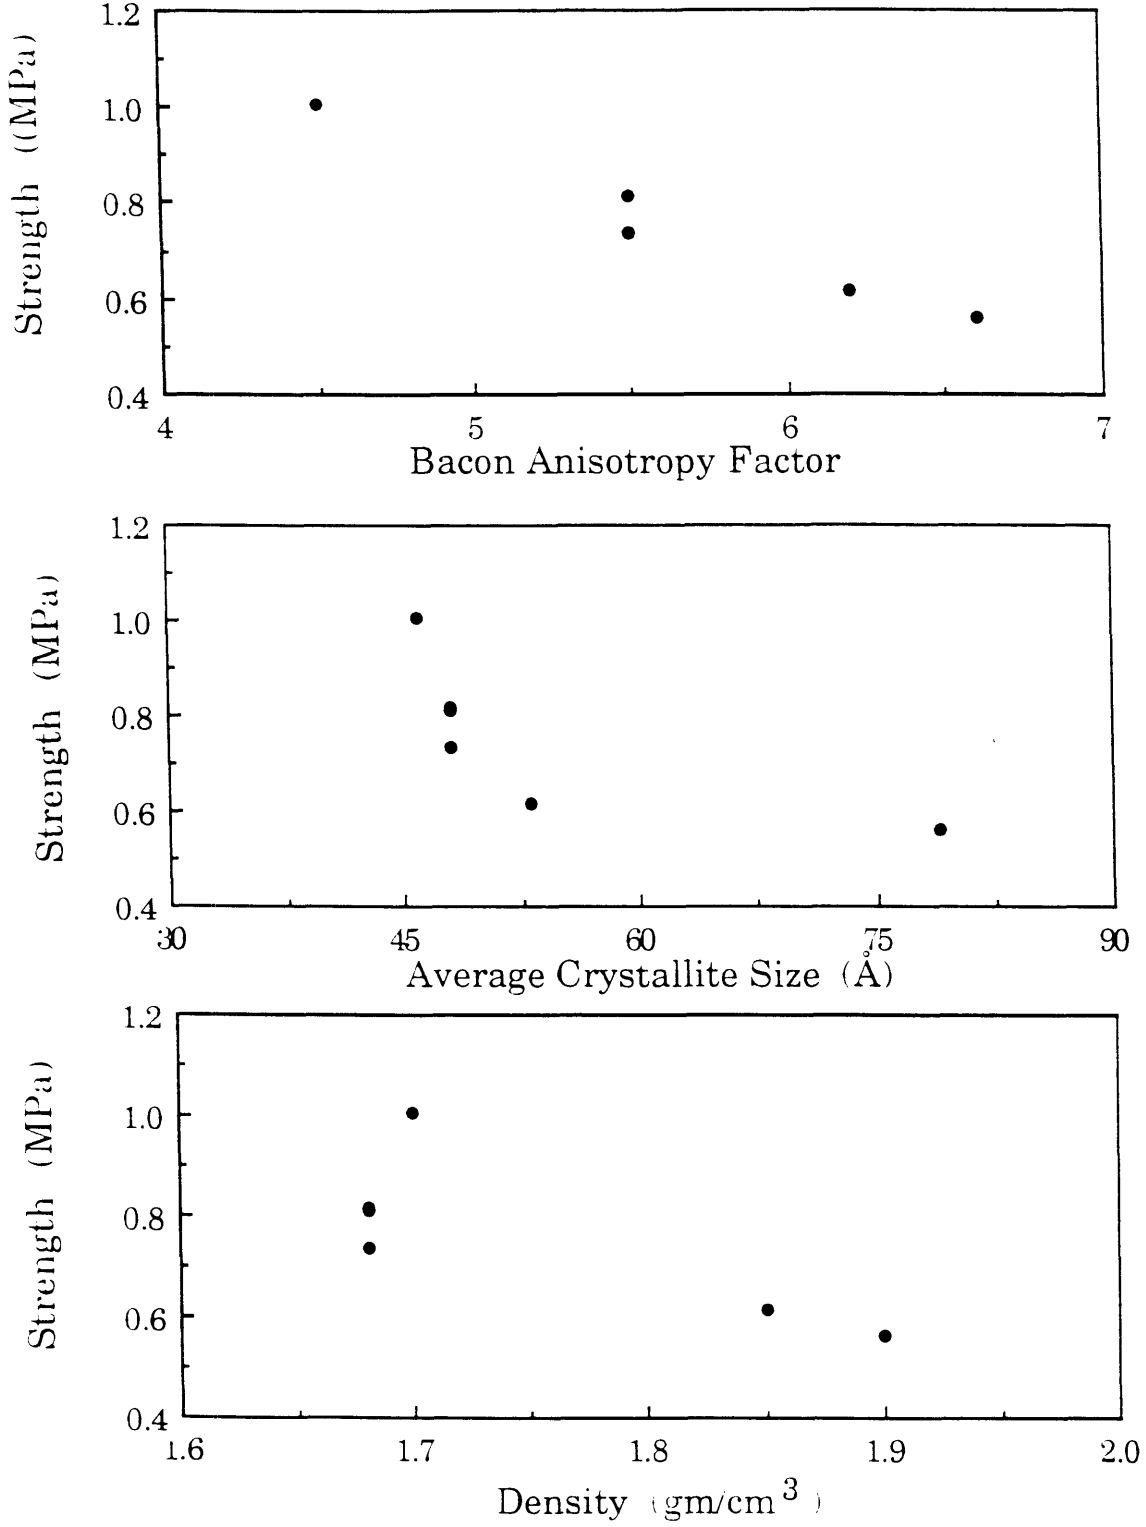 1.2
1.0
0.8
0.6
0.4
Strength ((MPa)
4 5 6 7
Bacon Anisotropy Factor
1.2
1.0
0.8
0.6
0.4
Strength (MPa)
30 45 60 75 90
Average Crystallite Size (Å)
1.2
1.0
0.8
0.6
0.4
Strength (MPa)
1.6 1.7 1.8 1.9 2.0
Density (gm/cm³)